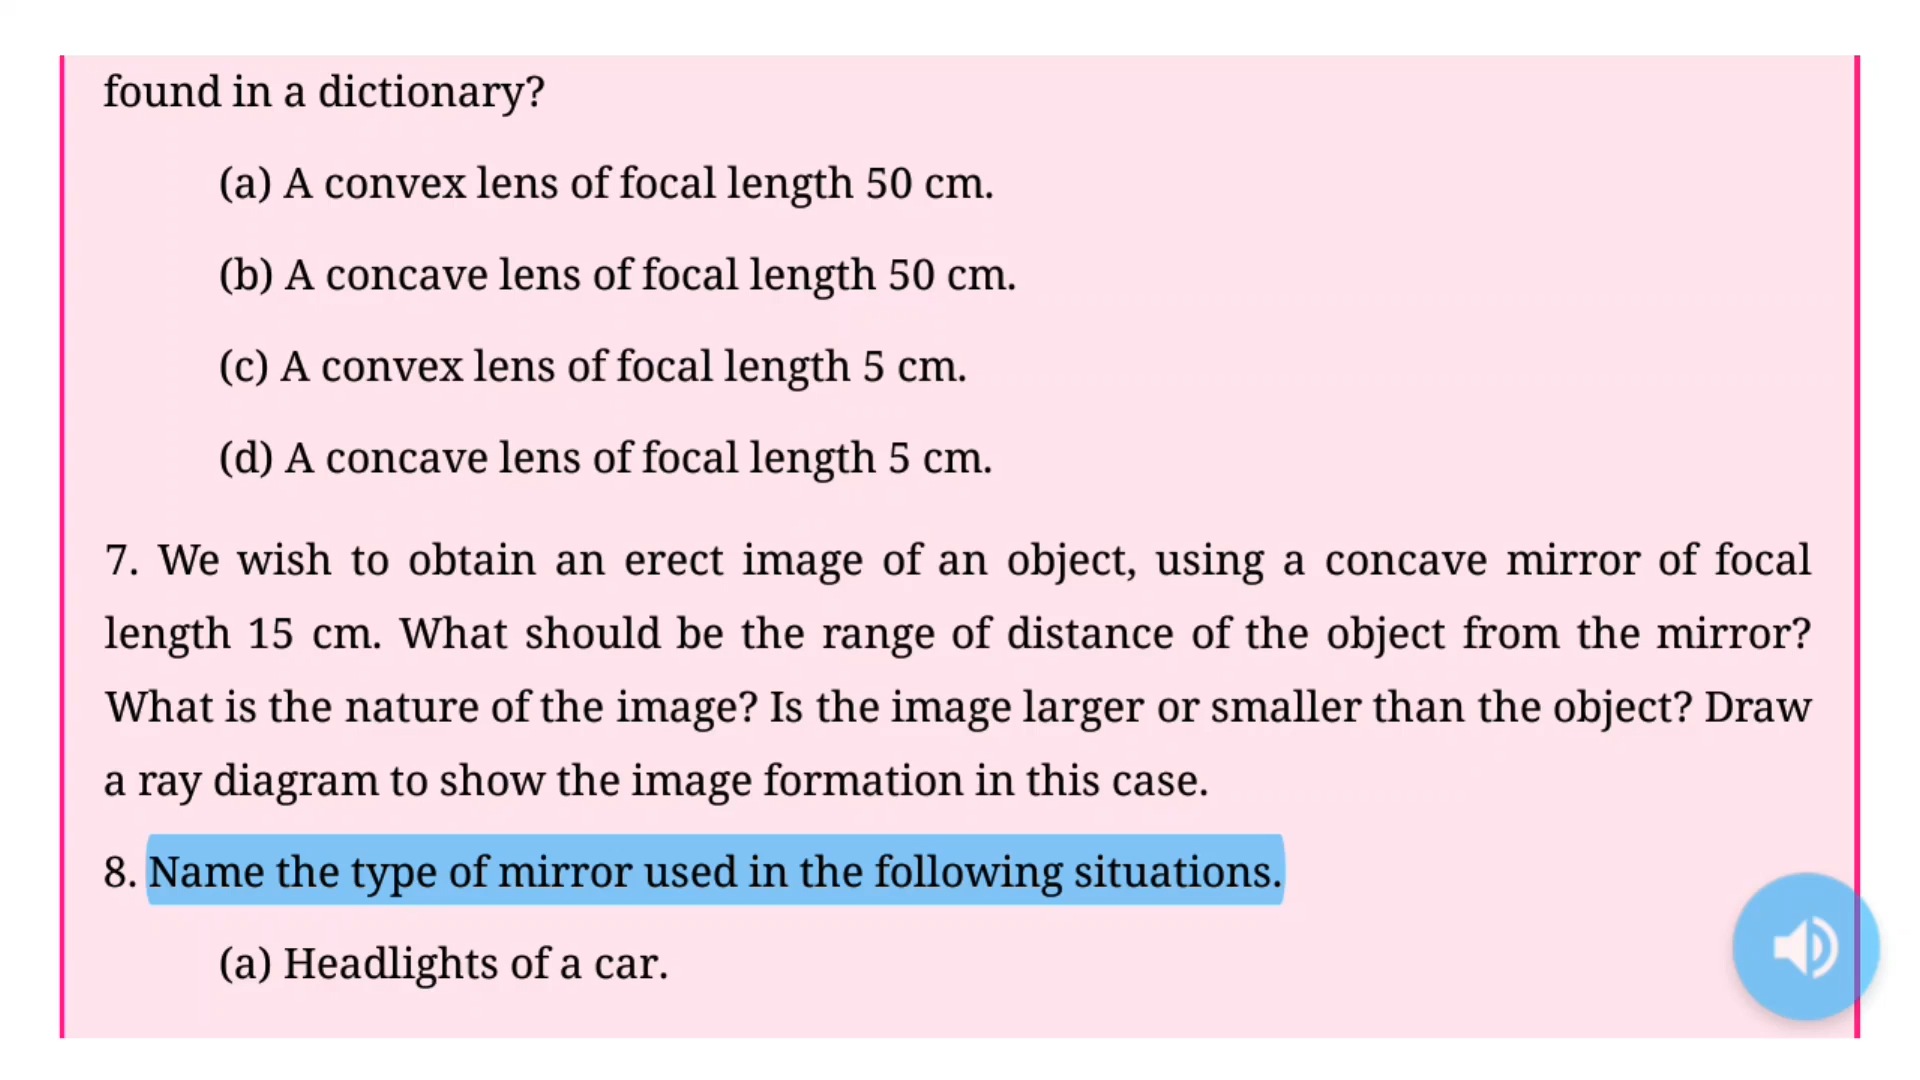 found in a dictionary?
(a) A convex lens of focal length 50 cm.
(b) A concave lens of focal length 50 cm.
(c) A convex lens of focal length 5 cm.
(d) A concave lens of focal length 5 cm.
7. We wish to obtain an erect image of an object, using a concave mirror of focal
length 15 cm. What should be the range of distance of the object from the mirror?
What is the nature of the image? Is the image larger or smaller than the object? Draw
a ray diagram to show the image formation in this case.
8. Name the type of mirror used in the following situations.
(a) Headlights of a car.